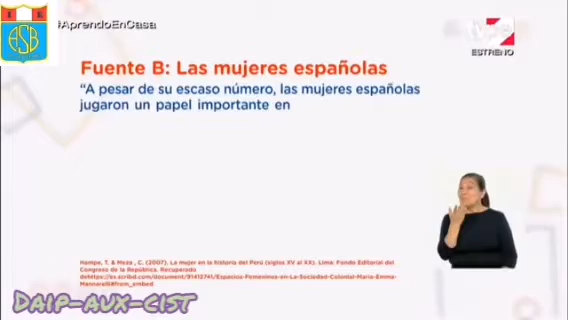 I E
ESB
#AprendoEnCasa
ESTRENO
Fuente B: Las mujeres españolas
“A pesar de su escaso número, las mujeres españolas
jugaron un papel importante en
Hampe, T. & Meza , C. (2007). La mujer en la historia del Perú (siglos XV al XX). Lima: Fondo Editorial del
Congreso de la República. Recuperado
dehttps://es.scribd.com/document/91413741/Espacios-Femeninos-en-La-Sociedad-Colonial-Maria-Emma-
Mannarelli#from_embed
DAIP-AUX-CIST